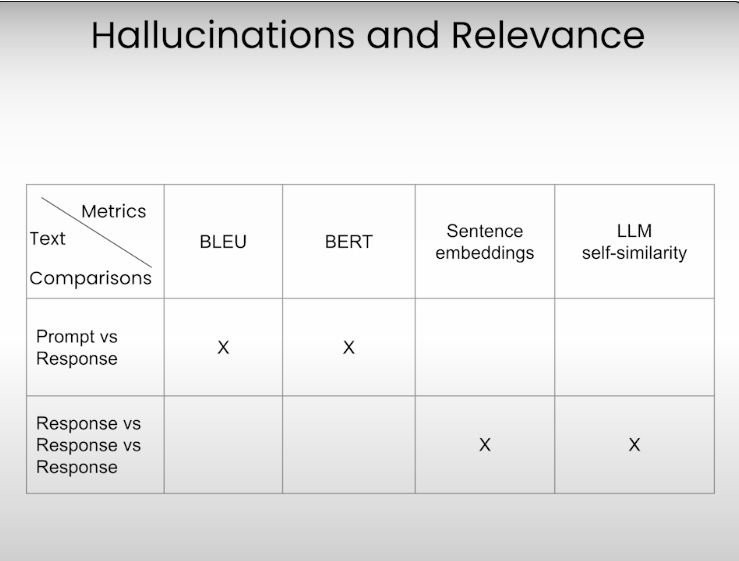 Hallucinations and Relevance
Metrics
Text
Comparisons
BLEU
BERT
Sentence
embeddings
LLM
self-similarity
Prompt vs
Response
X
X
Response vs
Response vs
Response
X
X